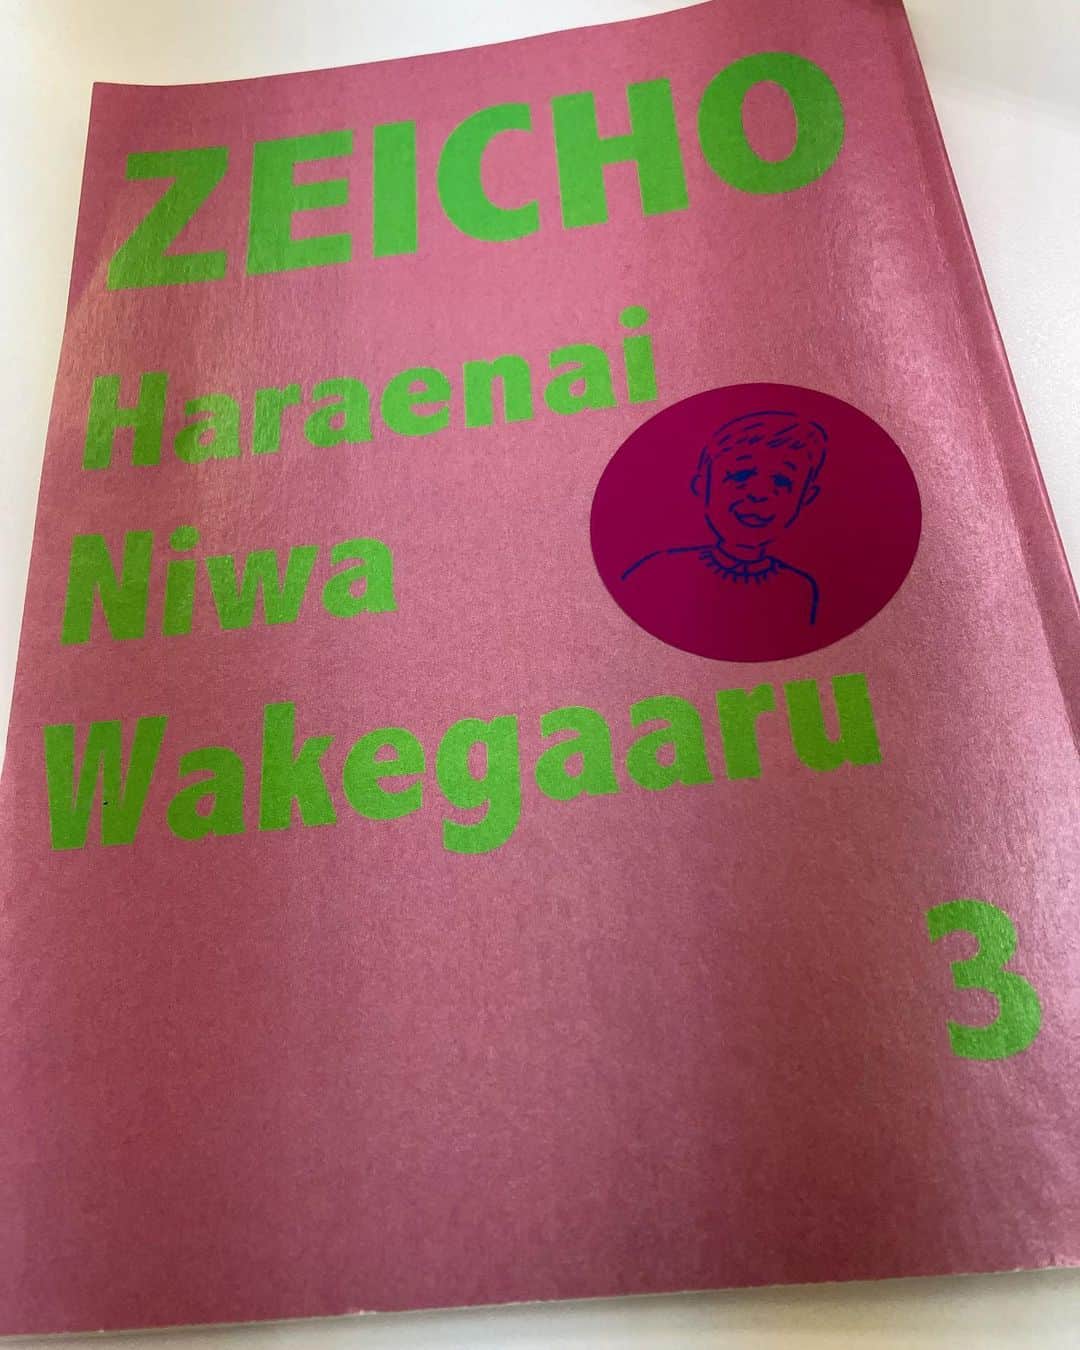 ZEICHO
Haraenai
Niwa
Wakegaaru
3